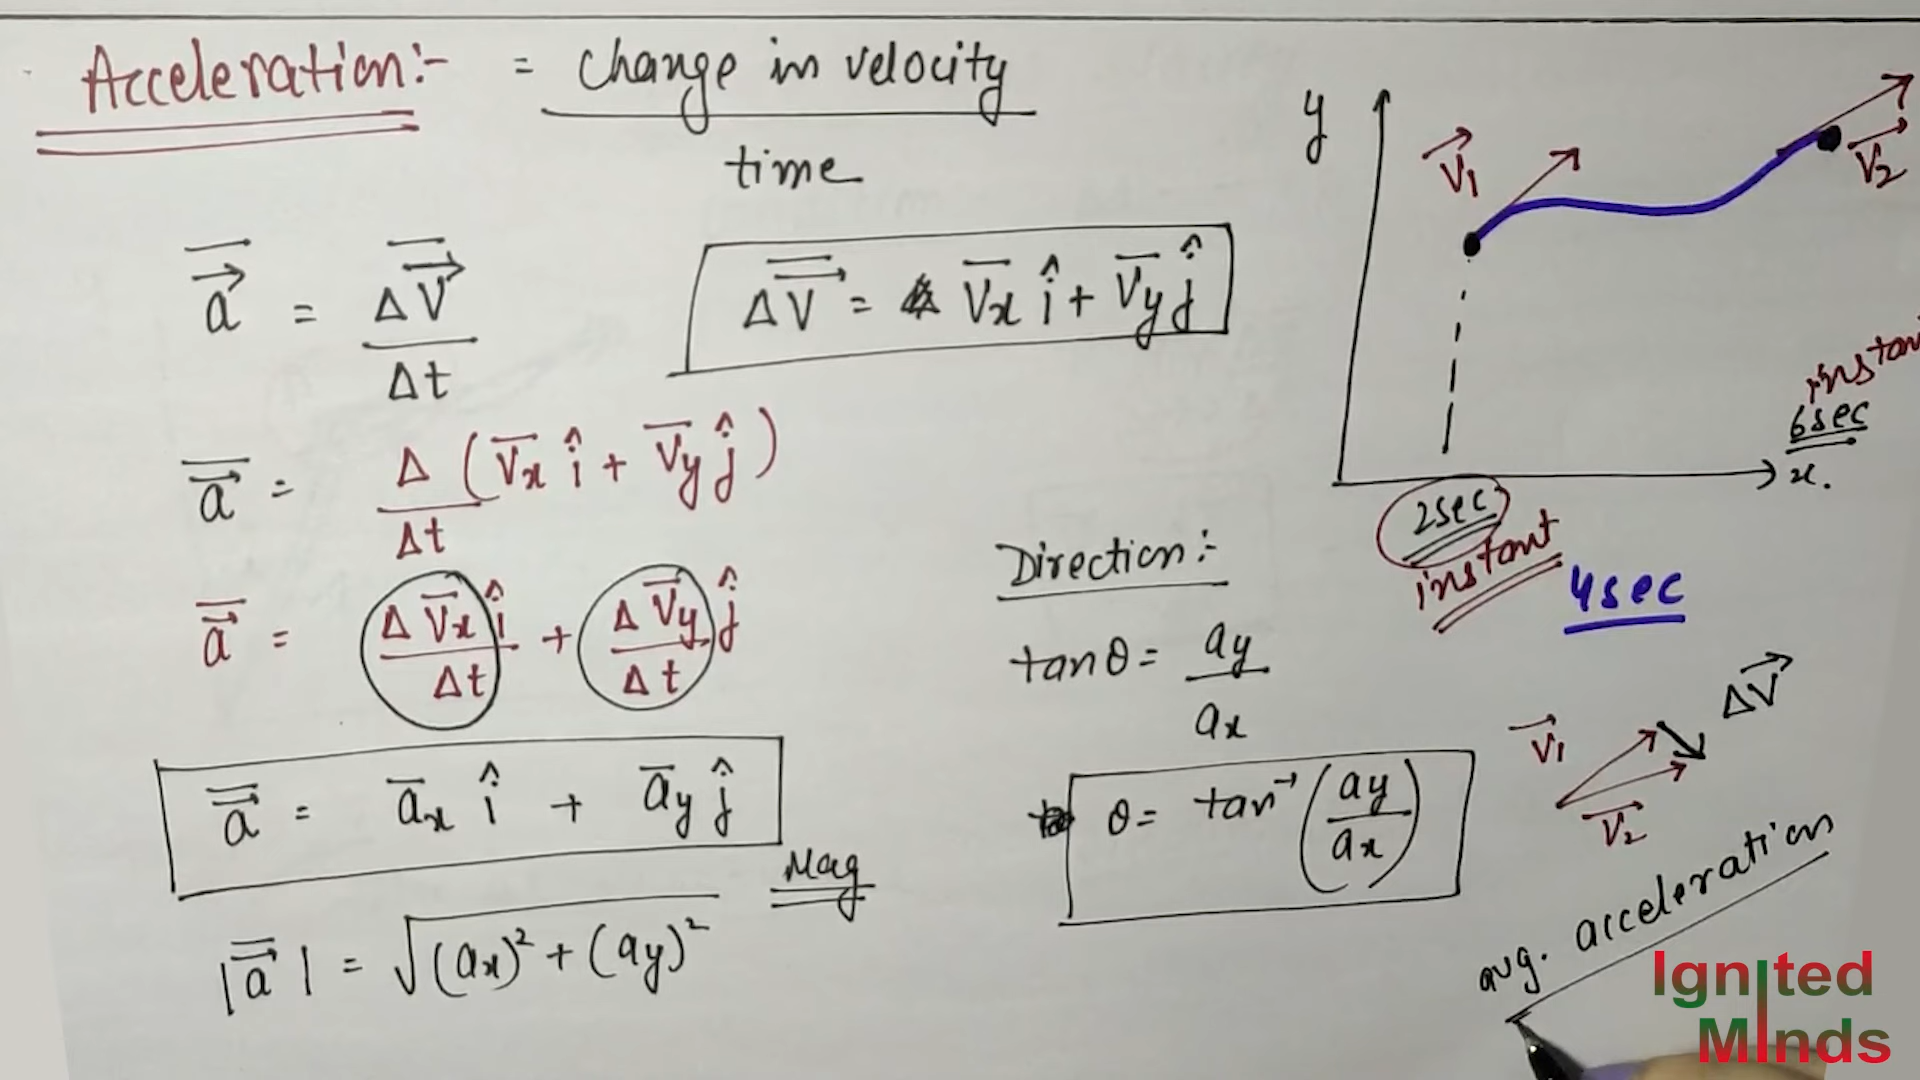 Acceleration:- = change in velocity
time
a = ΔV
Δt
ΔV = Vx î + Vy ĵ
a = Δ (Vx î + Vy ĵ)
Δt
a = ΔVx î + ΔVy ĵ
Δt Δt
a = ax î + ay ĵ
Mag
|a| = √(ax)² + (ay)²
y
V1
V2
instant
6sec
x.
2sec
instant
4sec
Direction:-
tanθ = ay
ax
θ = tan⁻¹ (ay
ax)
V1
V2
ΔV
avg. acceleration
Ignited
Minds